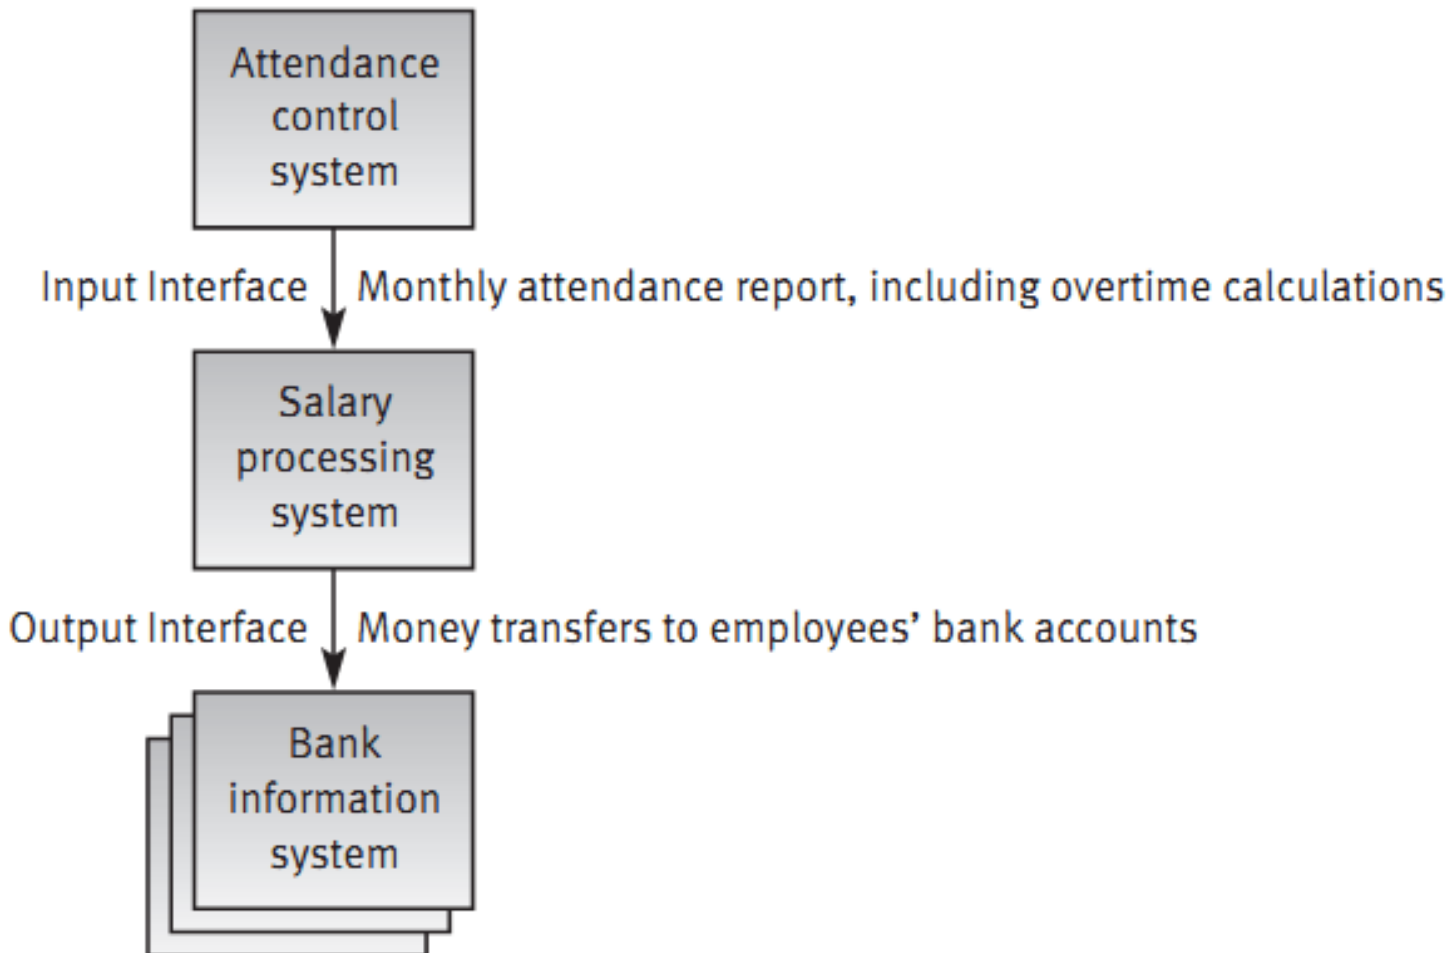 Attendance
control
system
Input Interface
Monthly attendance report, including overtime calculations
Salary
processing
system
Output Interface
Money transfers to employees’ bank accounts
Bank
information
system